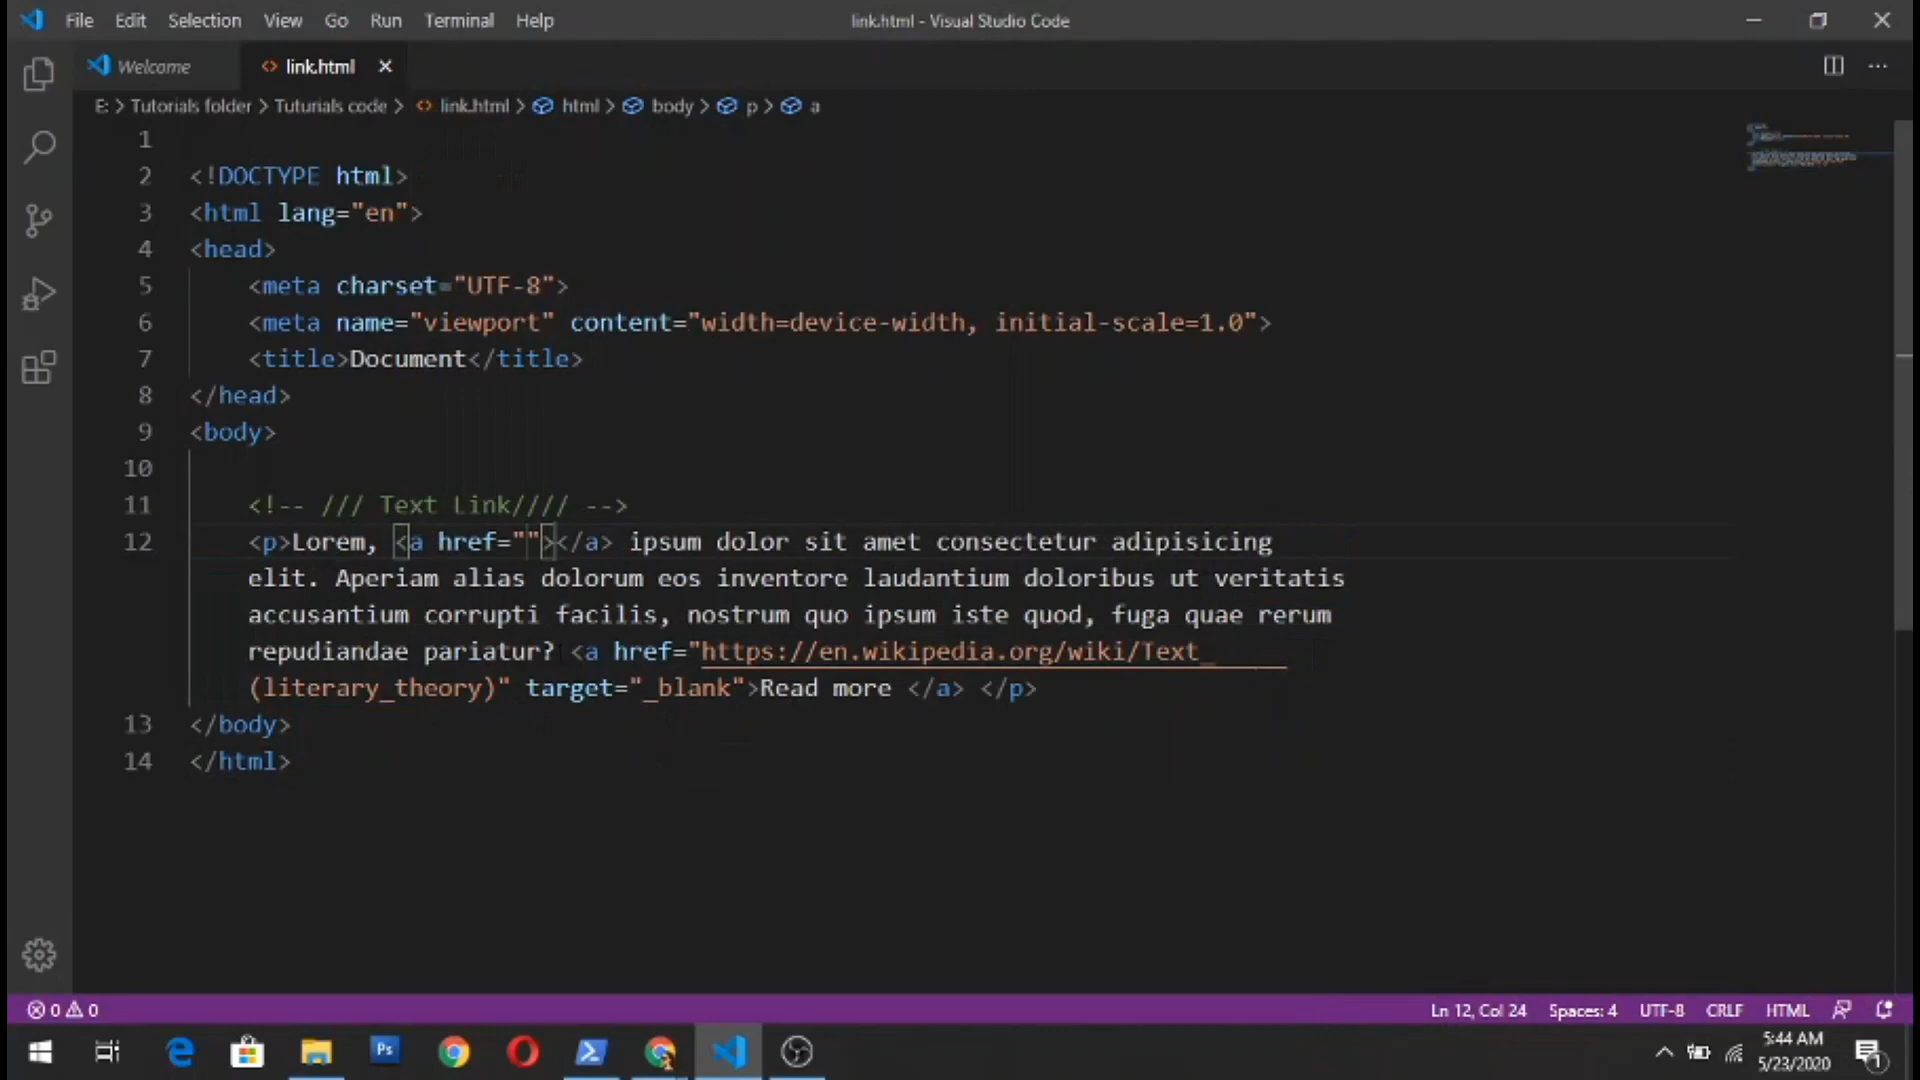 File Edit Selection View Go Run Terminal Help link.html - Visual Studio Code
Welcome link.html
E: > Tutorials folder > Tuturials code > link.html > html > body > p > a
1
2 <!DOCTYPE html>
3 <html lang="en">
4 <head>
5 <meta charset="UTF-8">
6 <meta name="viewport" content="width=device-width, initial-scale=1.0">
7 <title>Document</title>
8 </head>
9 <body>
10
11 <!-- /// Text Link//// -->
12 <p>Lorem, <a href=""></a> ipsum dolor sit amet consectetur adipisicing
elit. Aperiam alias dolorum eos inventore laudantium doloribus ut veritatis
accusantium corrupti facilis, nostrum quo ipsum iste quod, fuga quae rerum
repudiandae pariatur? <a href="https://en.wikipedia.org/wiki/Text_
(literary_theory)" target="_blank">Read more </a> </p>
13 </body>
14 </html>
0 0 Ln 12, Col 24 Spaces: 4 UTF-8 CRLF HTML
Ps
5:44 AM
5/23/2020
1